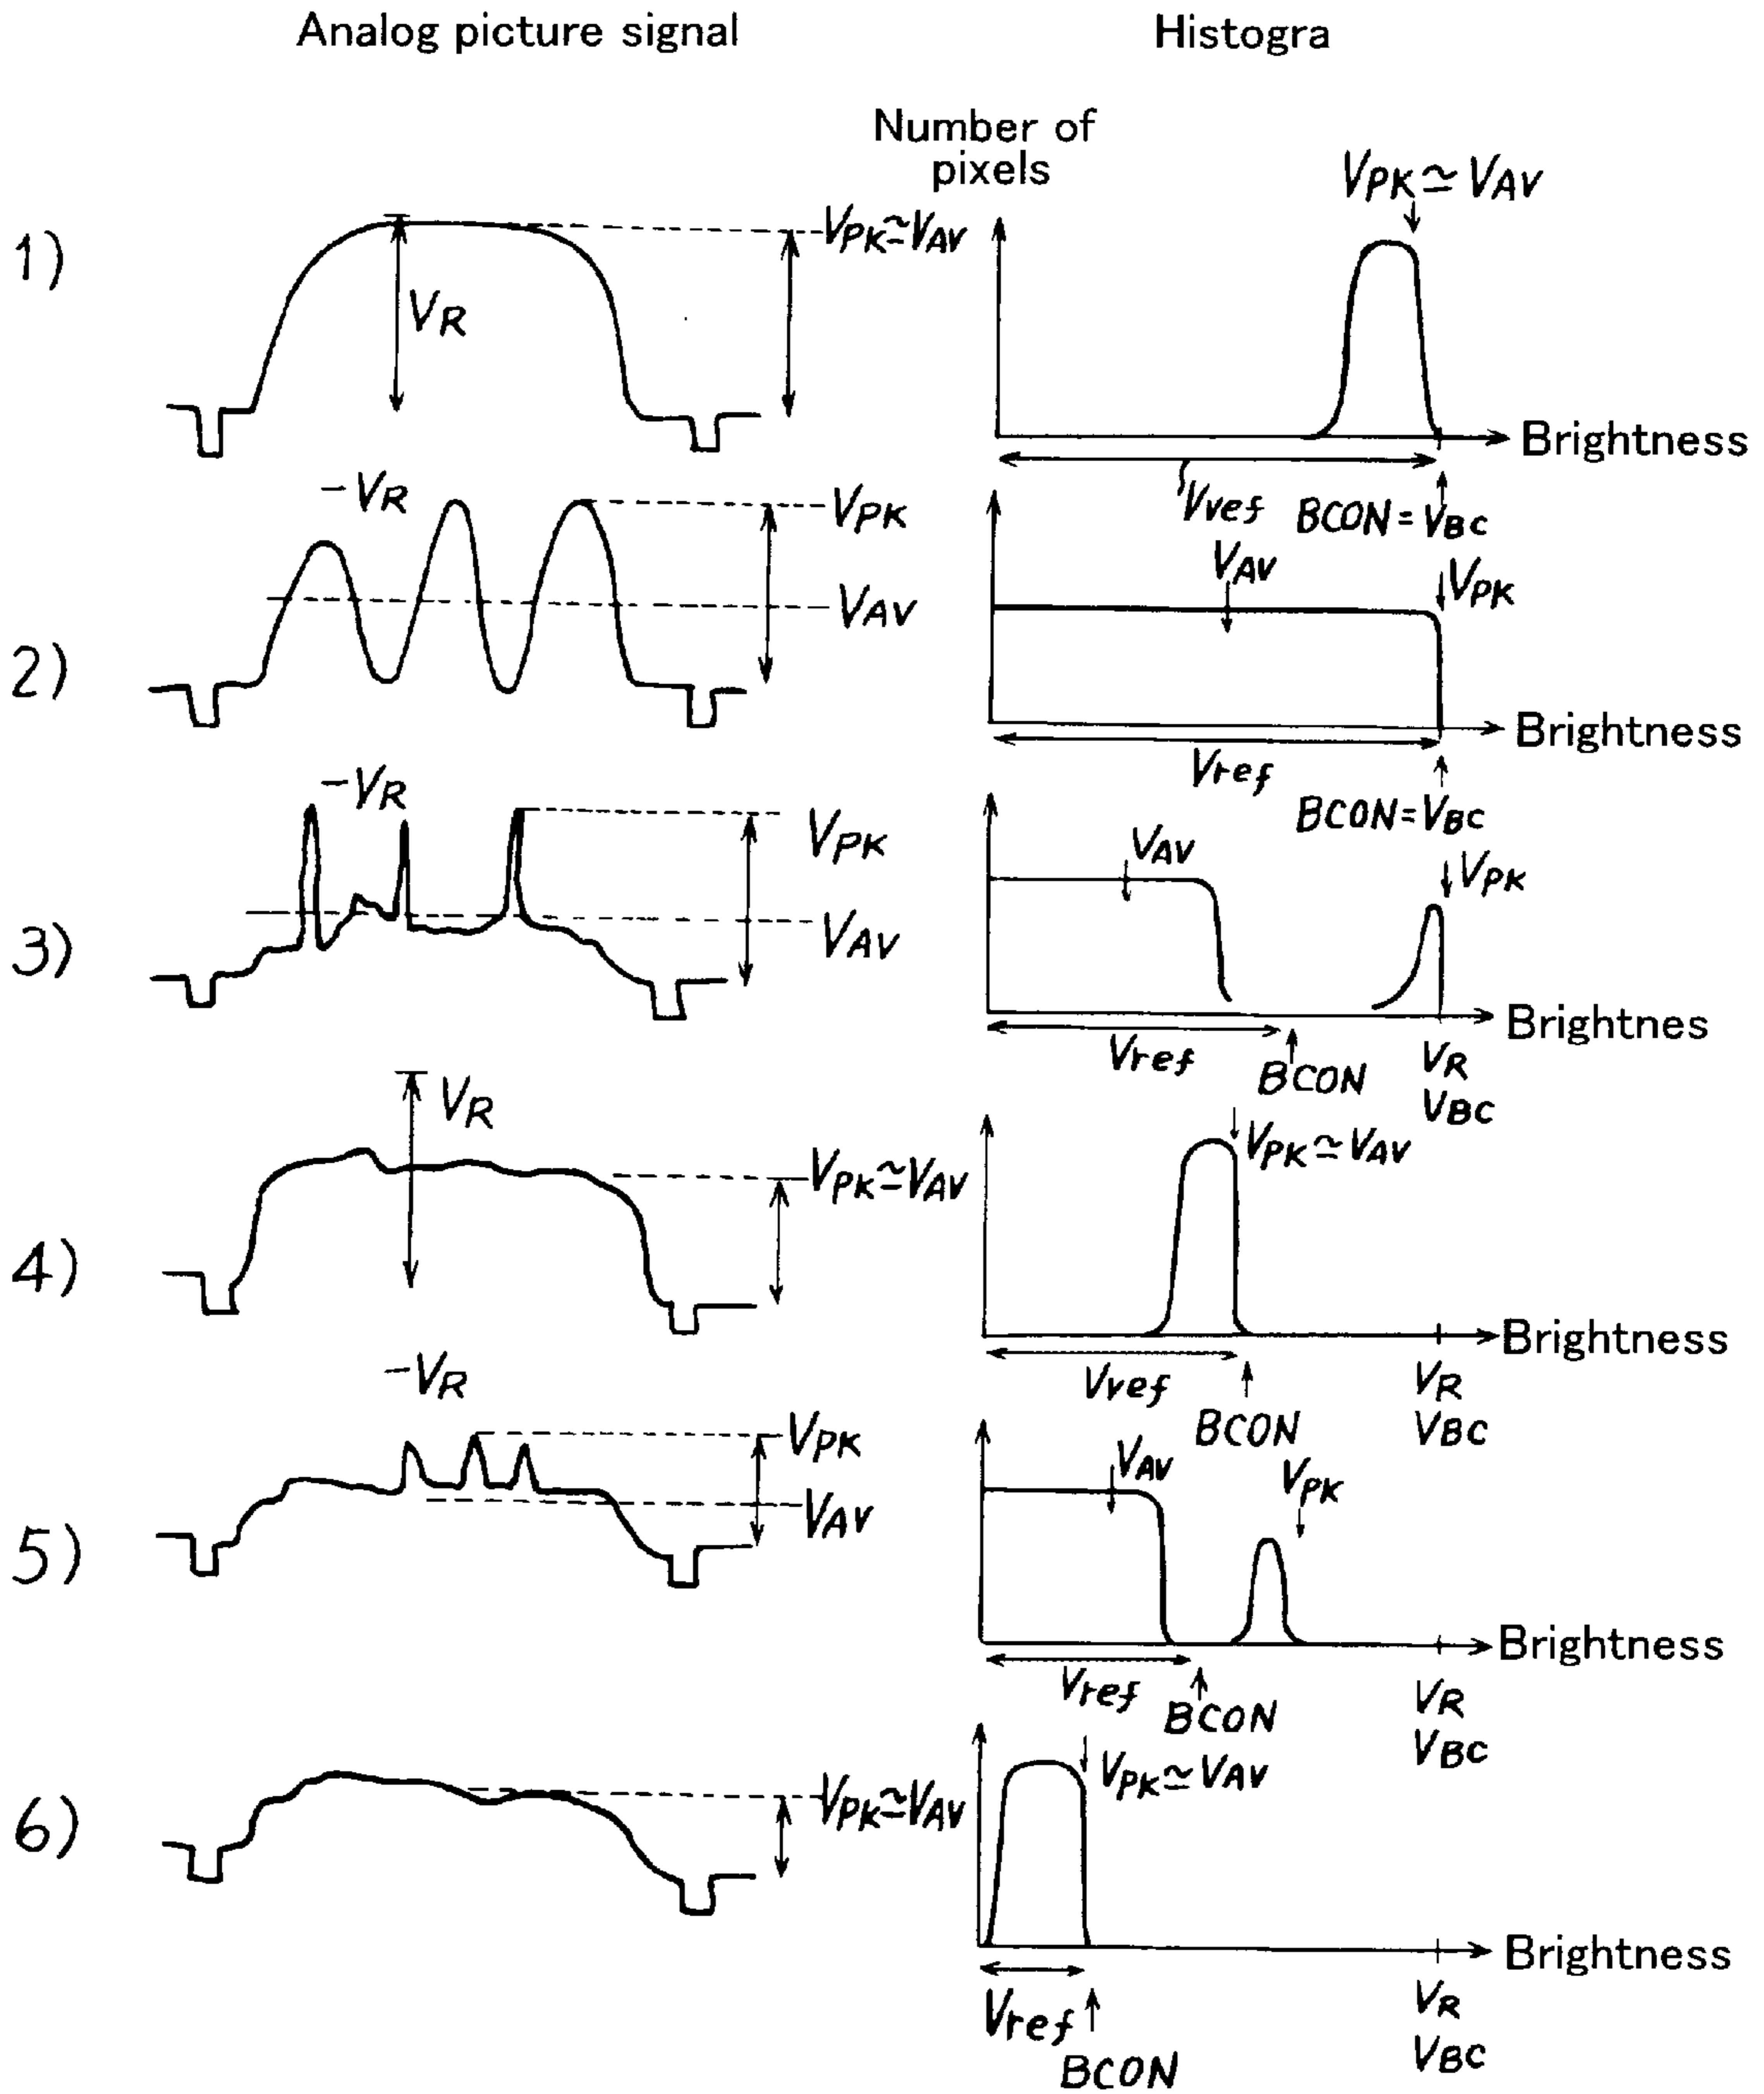 Analog picture signal
Histogra
Number of
pixels
1)
VR
VPK≃VAV
VPK≃VAV
Brightness
Vvef
BCON=VBC
2)
-VR
VPK
VAV
VAV
VPK
Brightness
Vref
BCON=VBC
3)
-VR
VPK
VAV
VAV
VPK
Brightnes
Vref
BCON
VR
VBC
4)
VR
VPK≃VAV
VPK≃VAV
Brightness
Vvef
BCON
VR
VBC
5)
-VR
VPK
VAV
VAV
VPK
Brightness
Vref
BCON
VR
VBC
6)
VPK≃VAV
VPK≃VAV
Brightness
Vref
BCON
VR
VBC